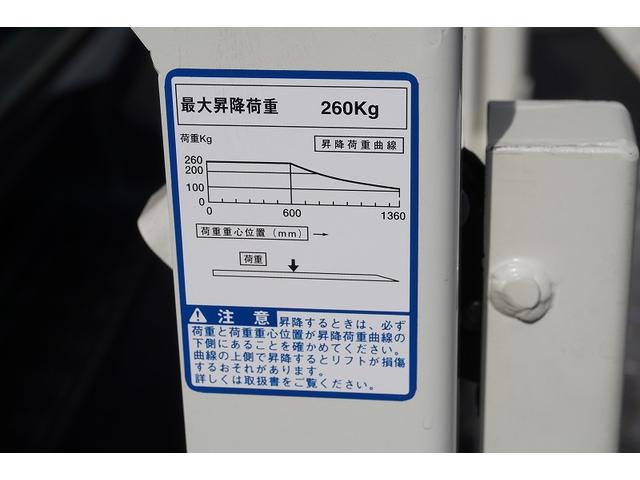 最大昇降荷重 260Kg
荷重Kg
昇降荷重曲線
260
200
100
0
0 600 1360
荷重重心位置(mm) →
荷重
注意 昇降するときは、必ず
荷重と荷重重心位置が昇降荷重曲線の
下側にあることを確かめてください。
曲線の上側で昇降するとリフトが損傷
するおそれがあります。
詳しくは取扱書をご覧ください。